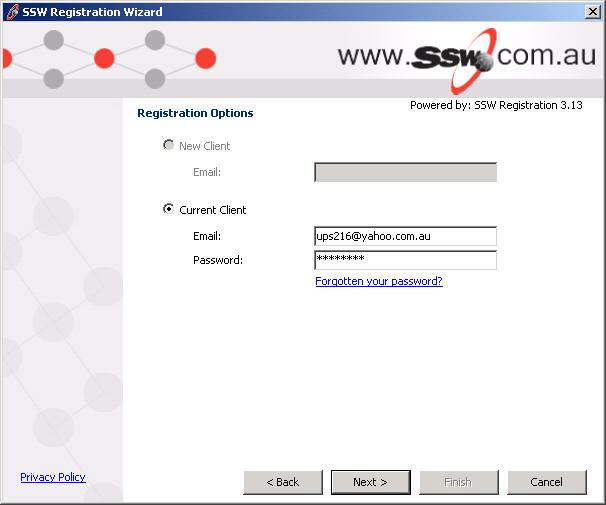 SSW Registration Wizard
www.SSW.com.au
Powered by: SSW Registration 3.13
Registration Options
New Client
Email:
Current Client
Email: ups216@yahoo.com.au
Password: ********
Forgotten your password?
Privacy Policy < Back Next > Finish Cancel